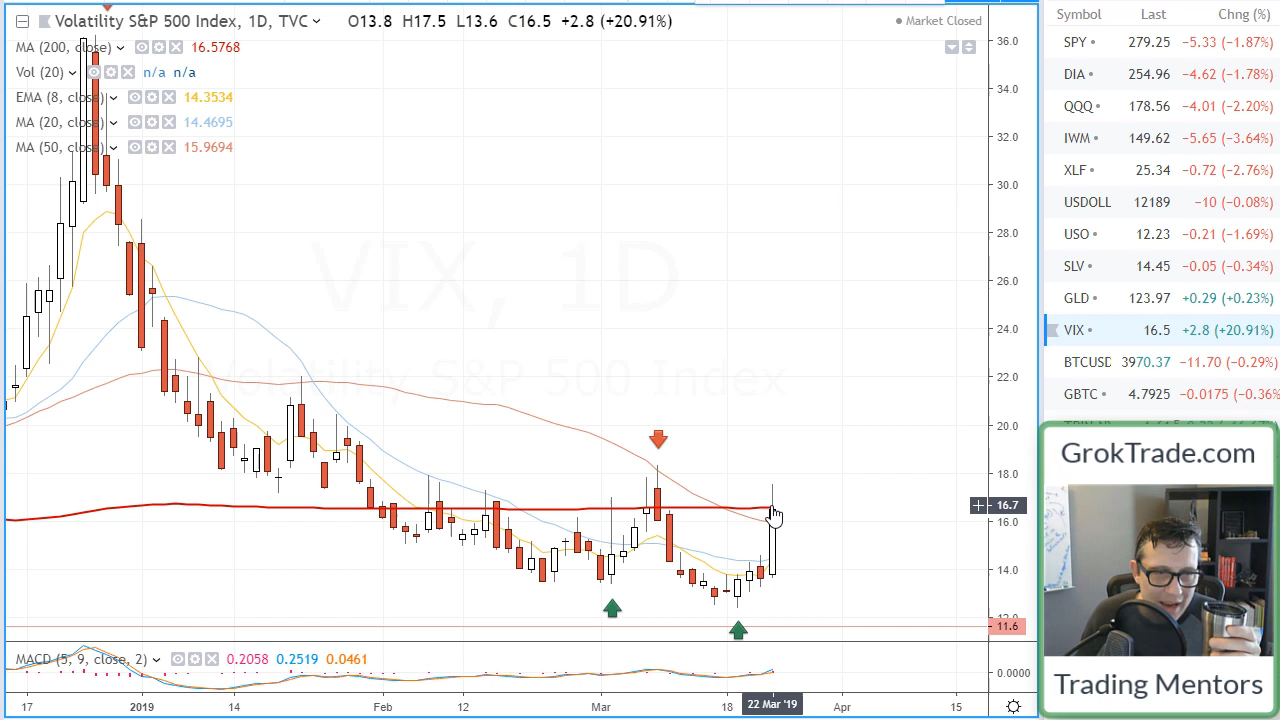 Volatility S&P 500 Index, 1D, TVC O13.8 H17.5 L13.6 C16.5 +2.8 (+20.91%)
Market Closed
MA (200, close) 16.5768
Vol (20) n/a n/a
EMA (8, close) 14.3534
MA (20, close) 14.4695
MA (50, close) 15.9694
VIX, 1D
Volatility S&P 500 Index
36.0
34.0
32.0
30.0
28.0
26.0
24.0
22.0
20.0
18.0
16.7
16.0
14.0
12.0
11.6
MACD (5, 9, close, 2) 0.2058 0.2519 0.0461
0.0000
17 2019 14 Feb 12 Mar 18 22 Mar '19 Apr 15
Symbol Last Chng (%)
SPY 279.25 −5.33 (−1.87%)
DIA 254.96 −4.62 (−1.78%)
QQQ 178.56 −4.01 (−2.20%)
IWM 149.62 −5.65 (−3.64%)
XLF 25.34 −0.72 (−2.76%)
USDOLL 12189 −10 (−0.08%)
USO 12.23 −0.21 (−1.69%)
SLV 14.45 −0.05 (−0.34%)
GLD 123.97 +0.29 (+0.23%)
VIX 16.5 +2.8 (+20.91%)
BTCUSD 3970.37 −11.70 (−0.29%)
GBTC 4.7925 −0.0175 (−0.36%
GrokTrade.com
Trading Mentors